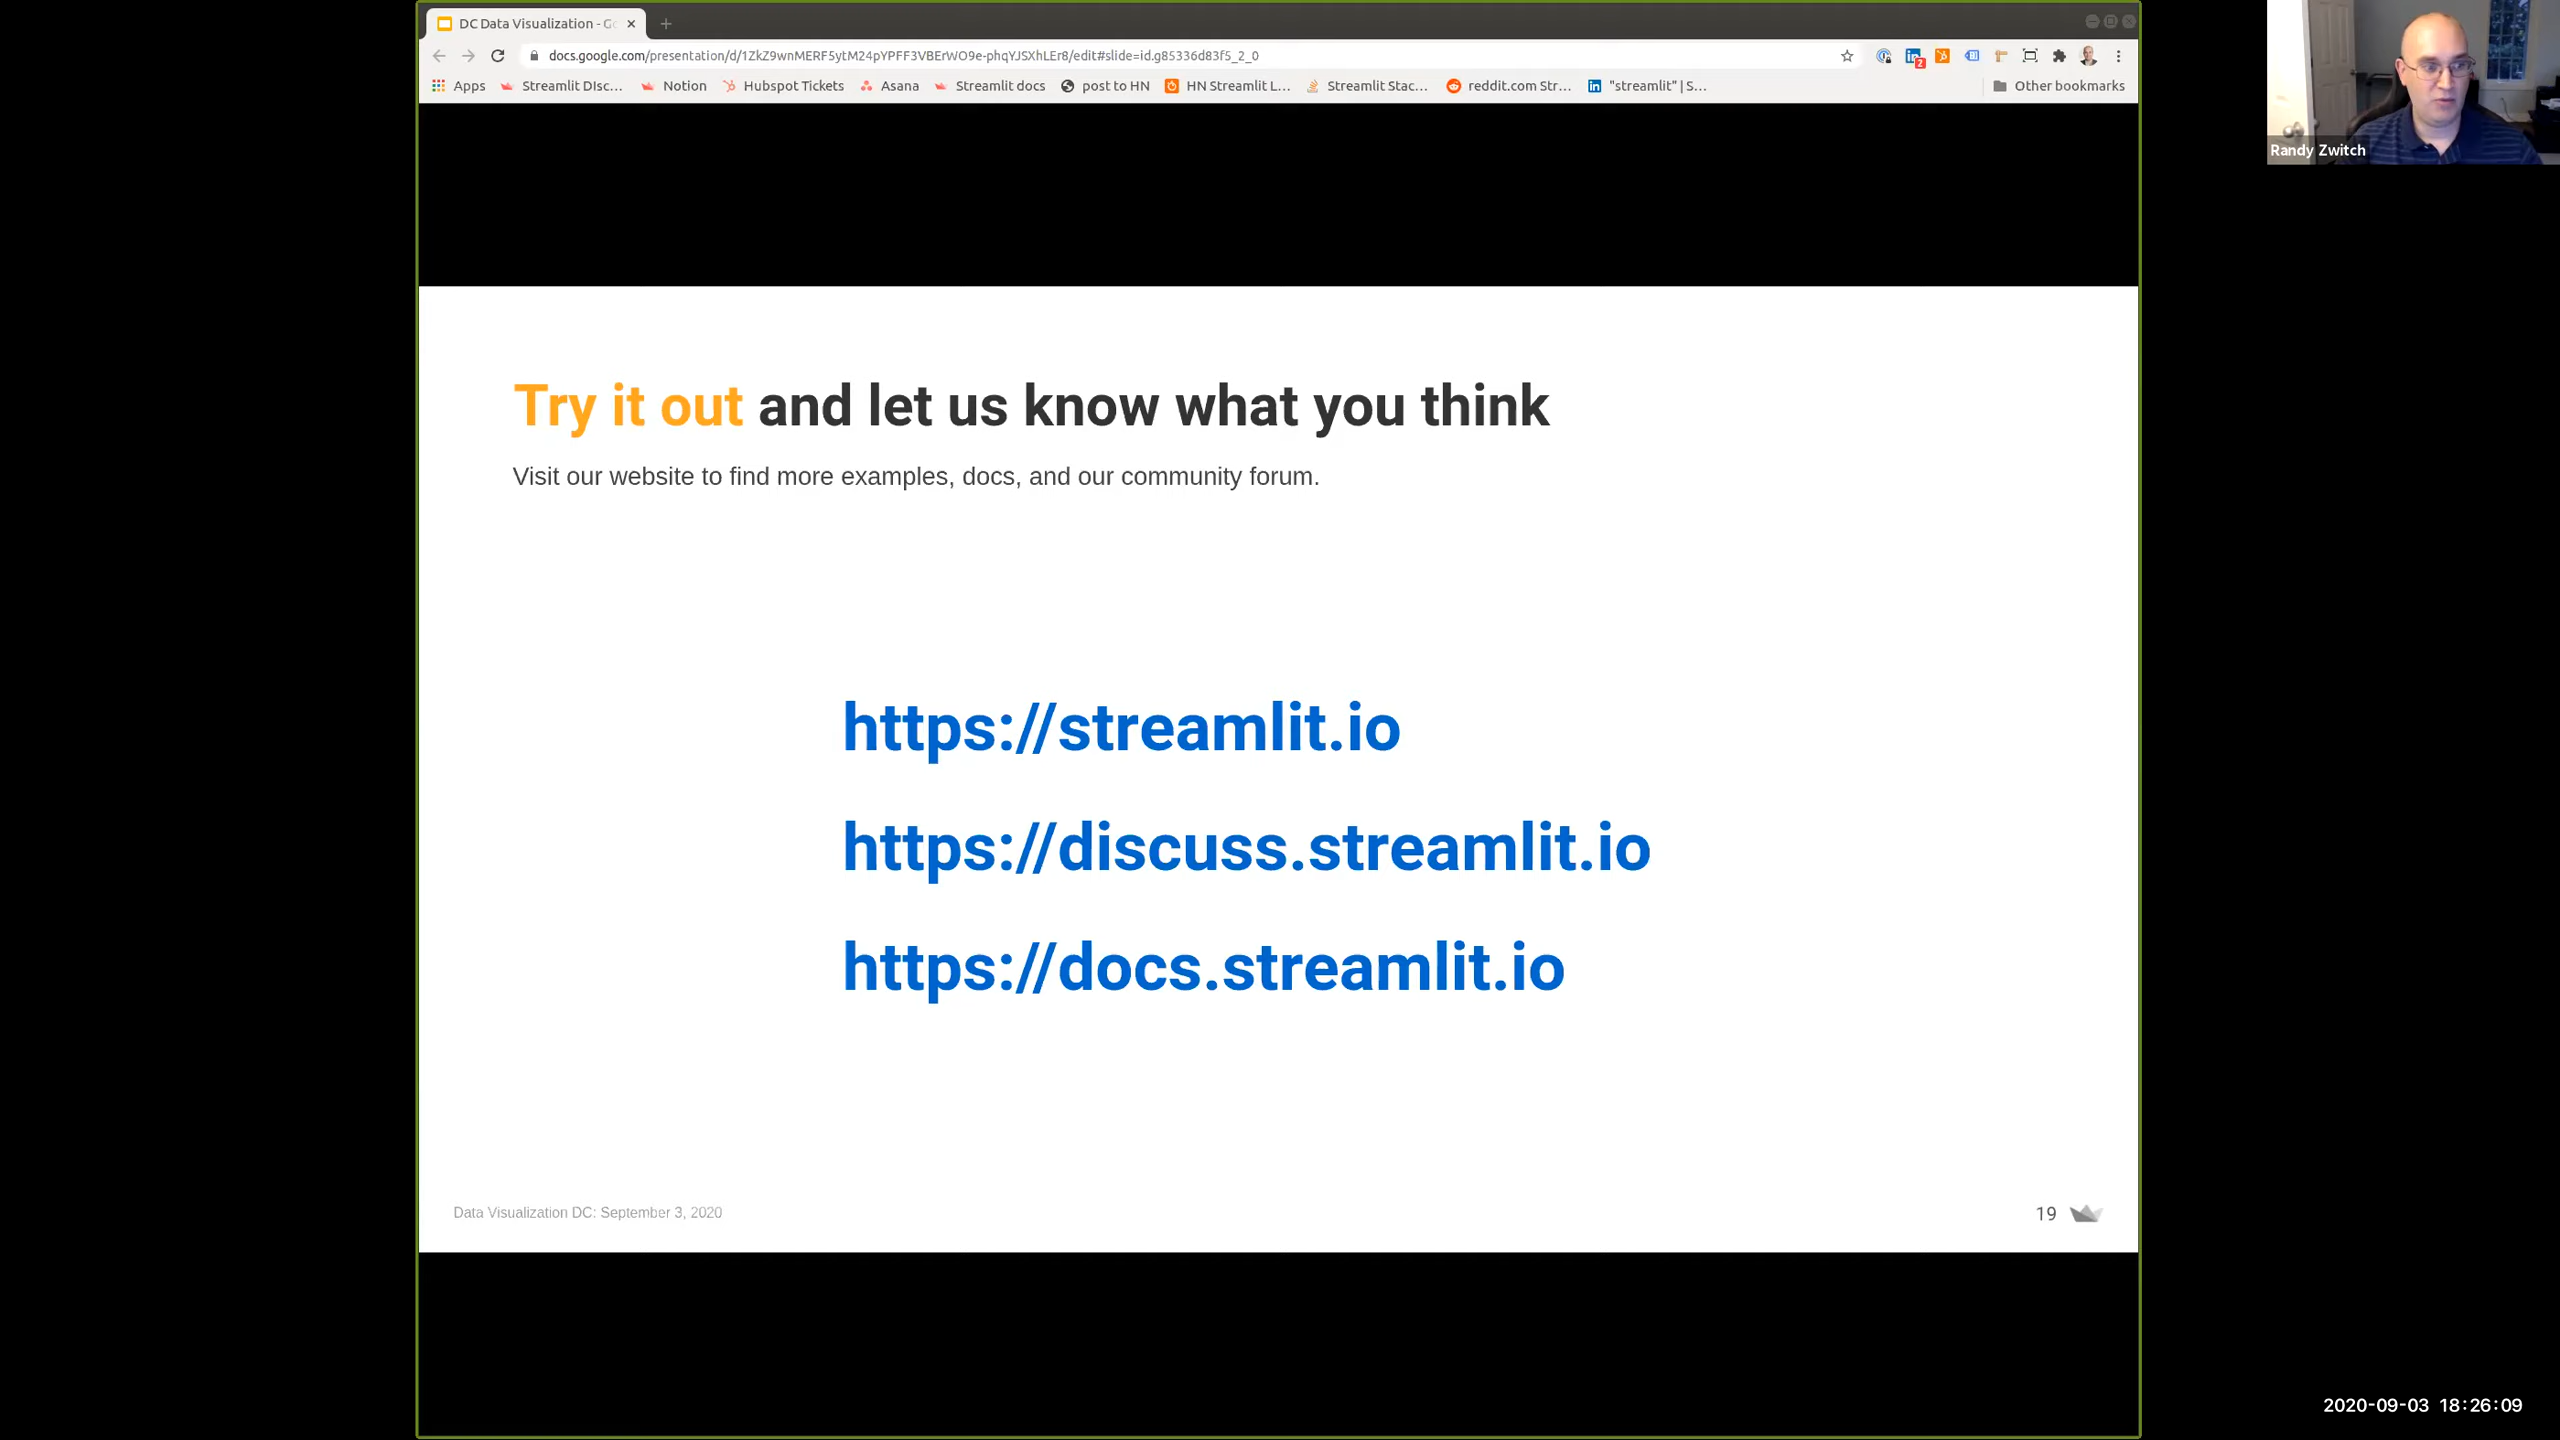 DC Data Visualization - Go
docs.google.com/presentation/d/1ZkZ9wnMERF5ytM24pYPFF3VBErWO9e-phqYJSXhLEr8/edit#slide=id.g85336d83f5_2_0
2
Apps Streamlit DIsc... Notion Hubspot Tickets Asana Streamlit docs post to HN HN Streamlit L... Streamlit Stac... reddit.com Str... "streamlit" | S... Other bookmarks
Randy Zwitch
Try it out and let us know what you think
Visit our website to find more examples, docs, and our community forum.
https://streamlit.io
https://discuss.streamlit.io
https://docs.streamlit.io
Data Visualization DC: September 3, 2020
19
2020-09-03 18:26:09